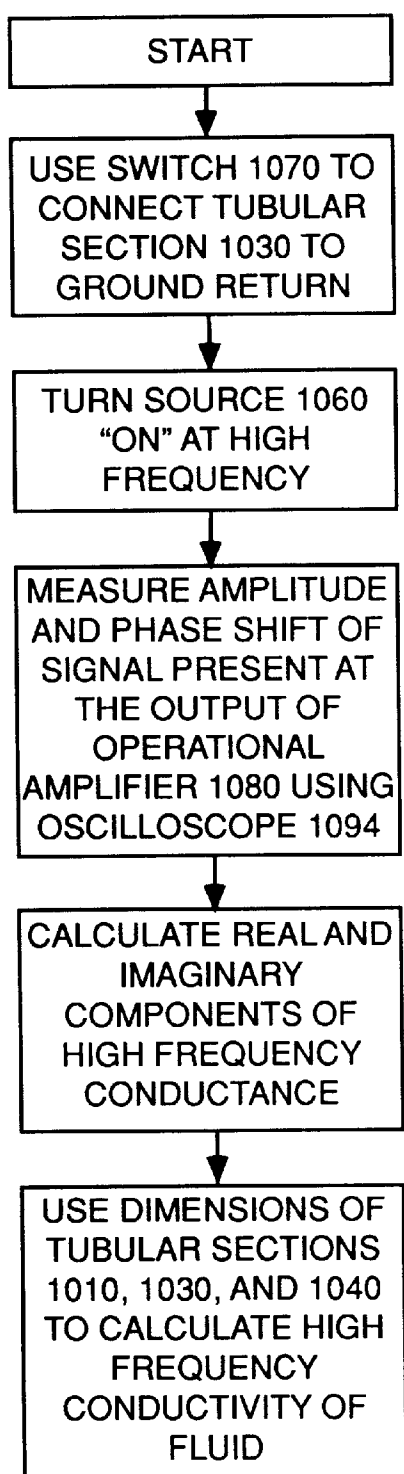 START
USE SWITCH 1070 TO
CONNECT TUBULAR
SECTION 1030 TO
GROUND RETURN
TURN SOURCE 1060
“ON” AT HIGH
FREQUENCY
MEASURE AMPLITUDE
AND PHASE SHIFT OF
SIGNAL PRESENT AT
THE OUTPUT OF
OPERATIONAL
AMPLIFIER 1080 USING
OSCILLOSCOPE 1094
CALCULATE REAL AND
IMAGINARY
COMPONENTS OF
HIGH FREQUENCY
CONDUCTANCE
USE DIMENSIONS OF
TUBULAR SECTIONS
1010, 1030, AND 1040
TO CALCULATE HIGH
FREQUENCY
CONDUCTIVITY OF
FLUID